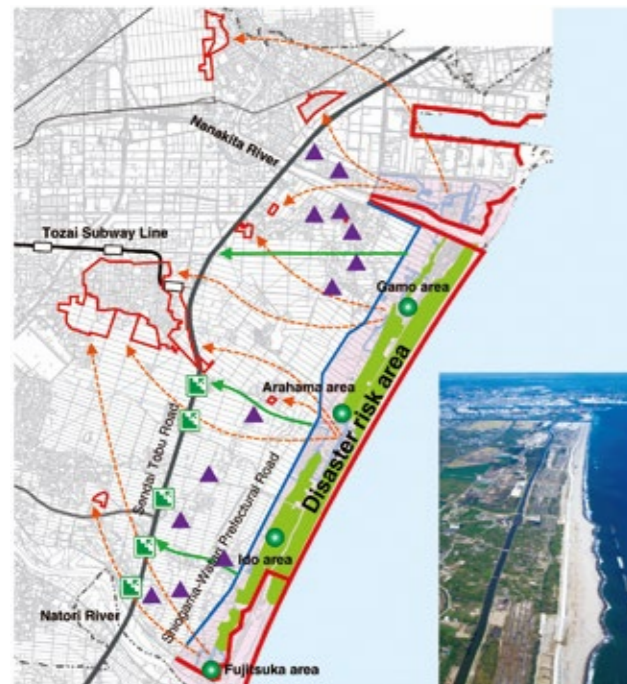 Nanakita River
Tozai Subway Line
Gamo area
Arahama area
Disaster risk area
Sendai Tobu Road
Shiogama-Watari Prefectural Road
Ido area
Natori River
Fujitsuka area